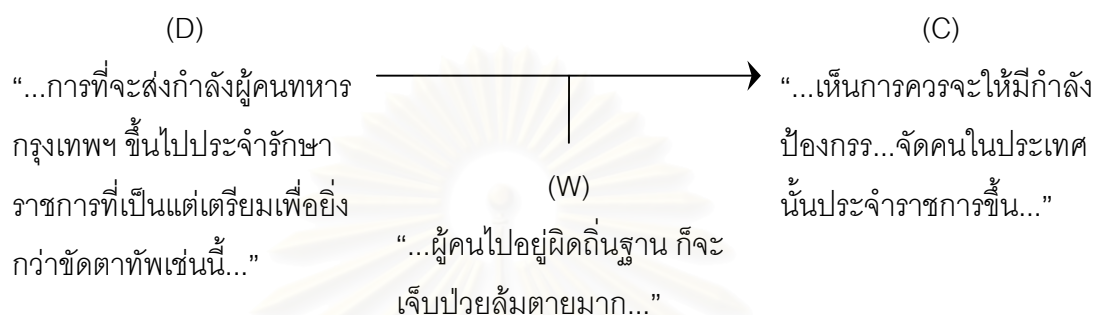 (D)
“...การที่จะส่งกำลังผู้คนทหาร
กรุงเทพฯ ขึ้นไปประจำรักษา
ราชการที่เป็นแต่เตรียมเพื่อยิ่ง
กว่าขัดตาทัพเช่นนี้...”
(W)
“...ผู้คนไปอยู่ผิดถิ่นฐาน ก็จะ
เจ็บป่วยล้มตายมาก...”
(C)
“...เห็นการควรจะให้มีกำลัง
ป้องกรร...จัดคนในประเทศ
นั้นประจำราชการขึ้น...”